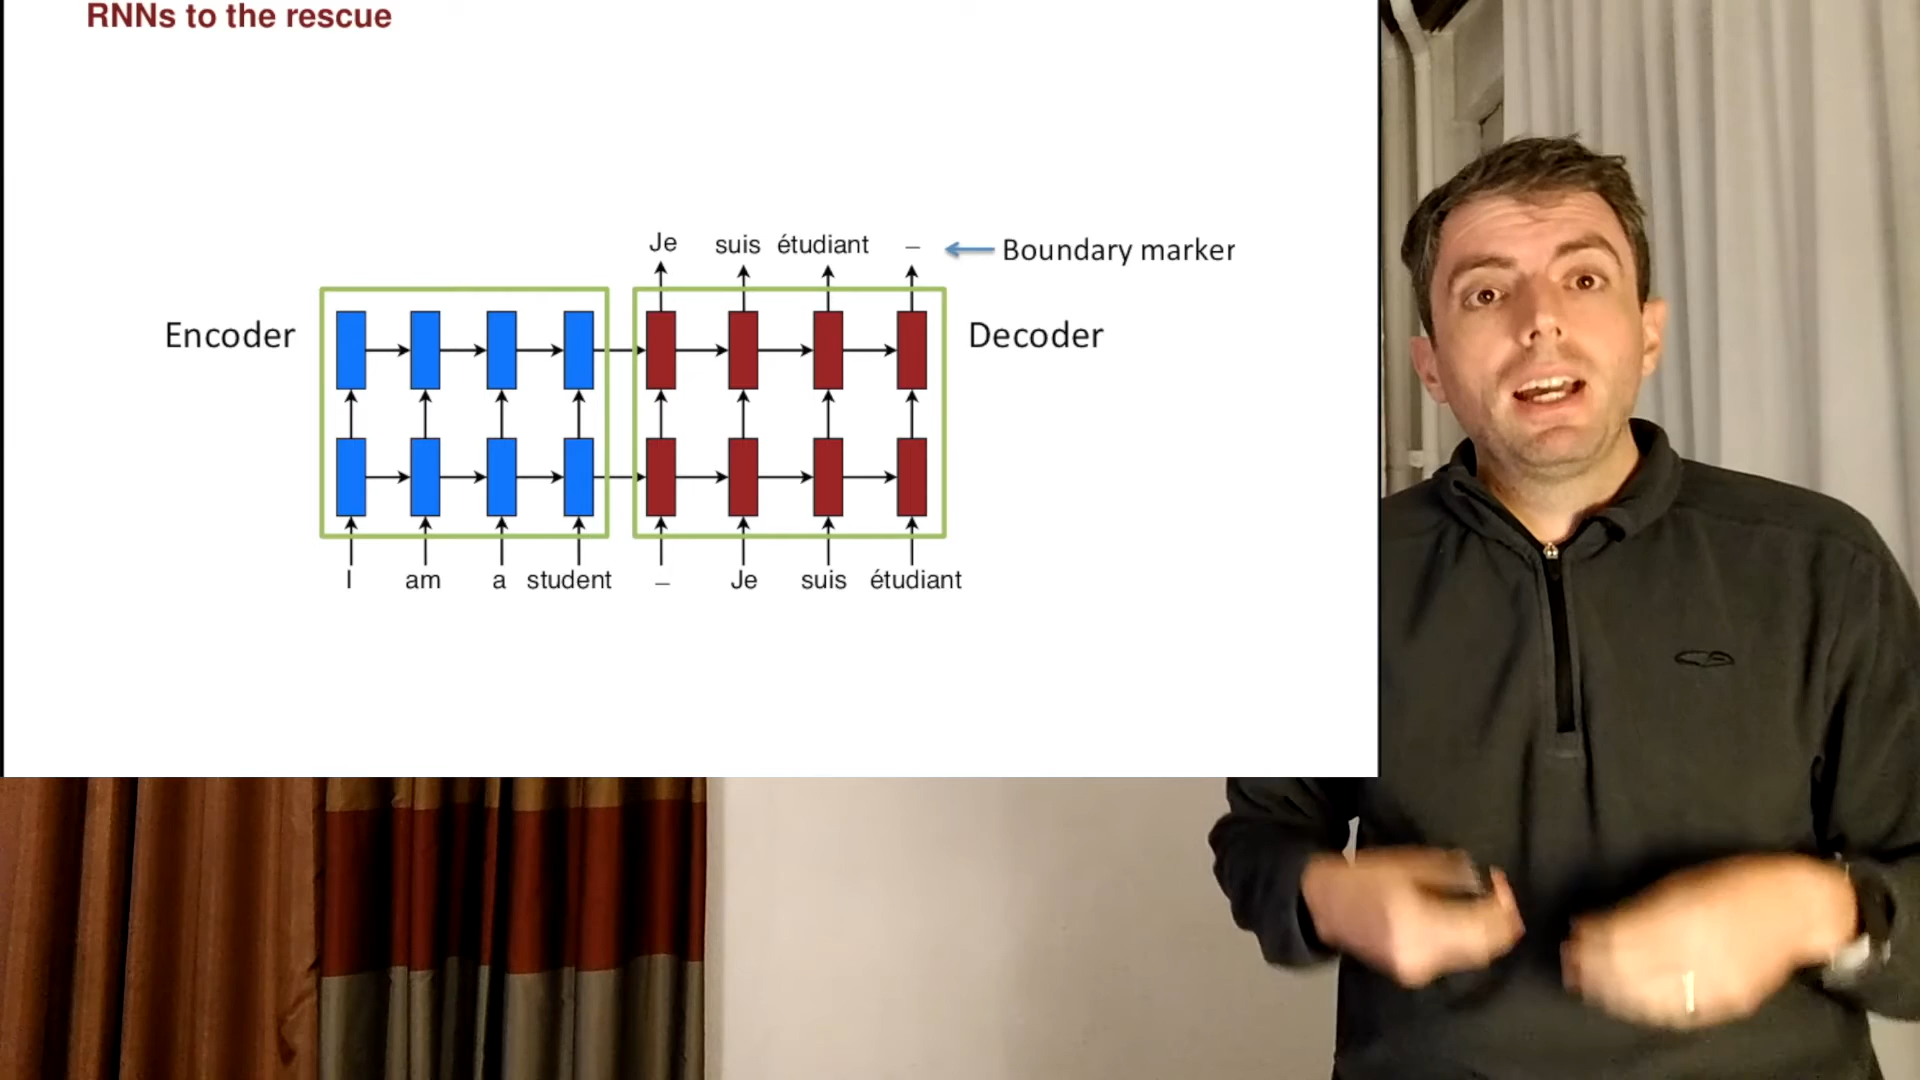 RNNs to the rescue
Je suis étudiant _ Boundary marker
Encoder Decoder
I am a student _ Je suis étudiant